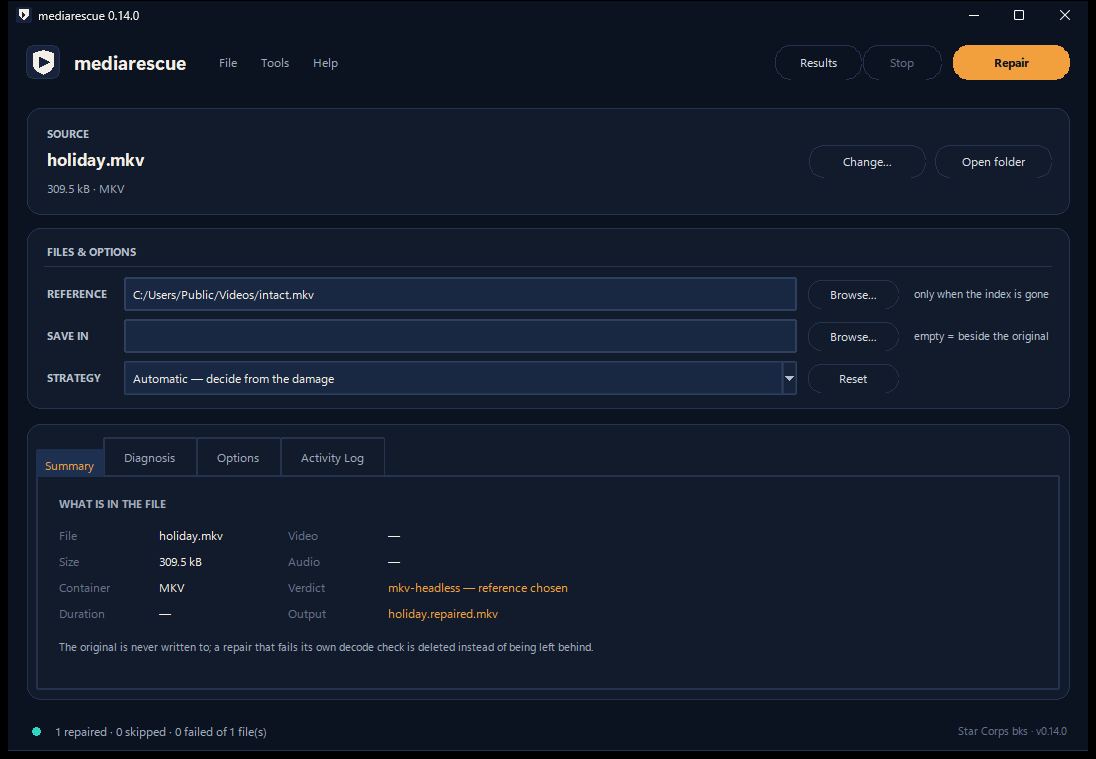 mediarescue 0.14.0
mediarescue File Tools Help Results Stop Repair
SOURCE
holiday.mkv
309.5 kB · MKV
Change... Open folder
FILES & OPTIONS
REFERENCE C:/Users/Public/Videos/intact.mkv Browse... only when the index is gone
SAVE IN Browse... empty = beside the original
STRATEGY Automatic — decide from the damage Reset
Summary Diagnosis Options Activity Log
WHAT IS IN THE FILE
File holiday.mkv Video —
Size 309.5 kB Audio —
Container MKV Verdict mkv-headless — reference chosen
Duration — Output holiday.repaired.mkv
The original is never written to; a repair that fails its own decode check is deleted instead of being left behind.
1 repaired · 0 skipped · 0 failed of 1 file(s) Star Corps bks · v0.14.0